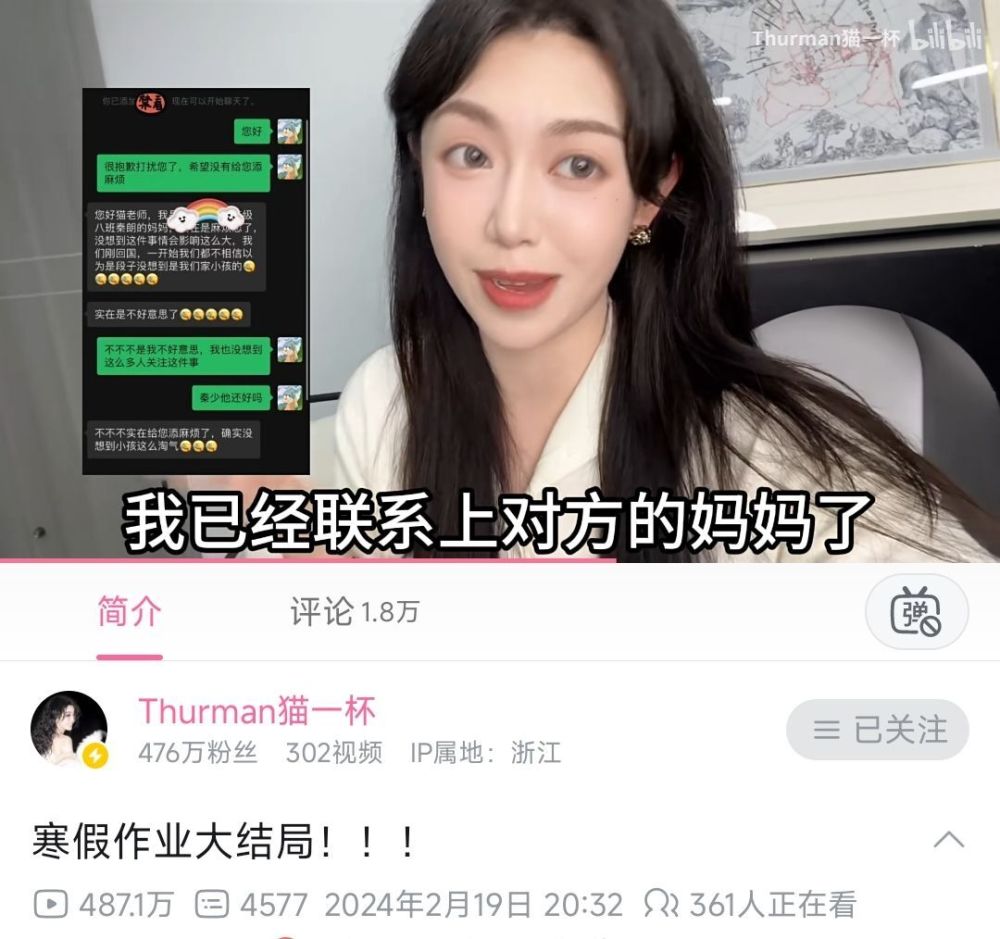 Thurman猫一杯 bilibili
你已添加
现在可以开始聊天了。
您好
很抱歉打扰您了，希望没有给您添
麻烦
您好猫老师，我
级
八班秦朗的妈妈
在是麻烦您了，
没想到这件事情会影响这么大，我
们刚回国，一开始我们都不相信以
为是段子没想到是我们家小孩的
实在是不好意思了
不不不是我不好意思，我也没想到
这么多人关注这件事
秦少他还好吗
不不不实在给您添麻烦了，确实没
想到小孩这么淘气
我已经联系上对方的妈妈了
简介 评论 1.8万 弹
Thurman猫一杯
476万粉丝 302视频 IP属地：浙江
已关注
寒假作业大结局！！！
487.1万 4577 2024年2月19日 20:32 361人正在看